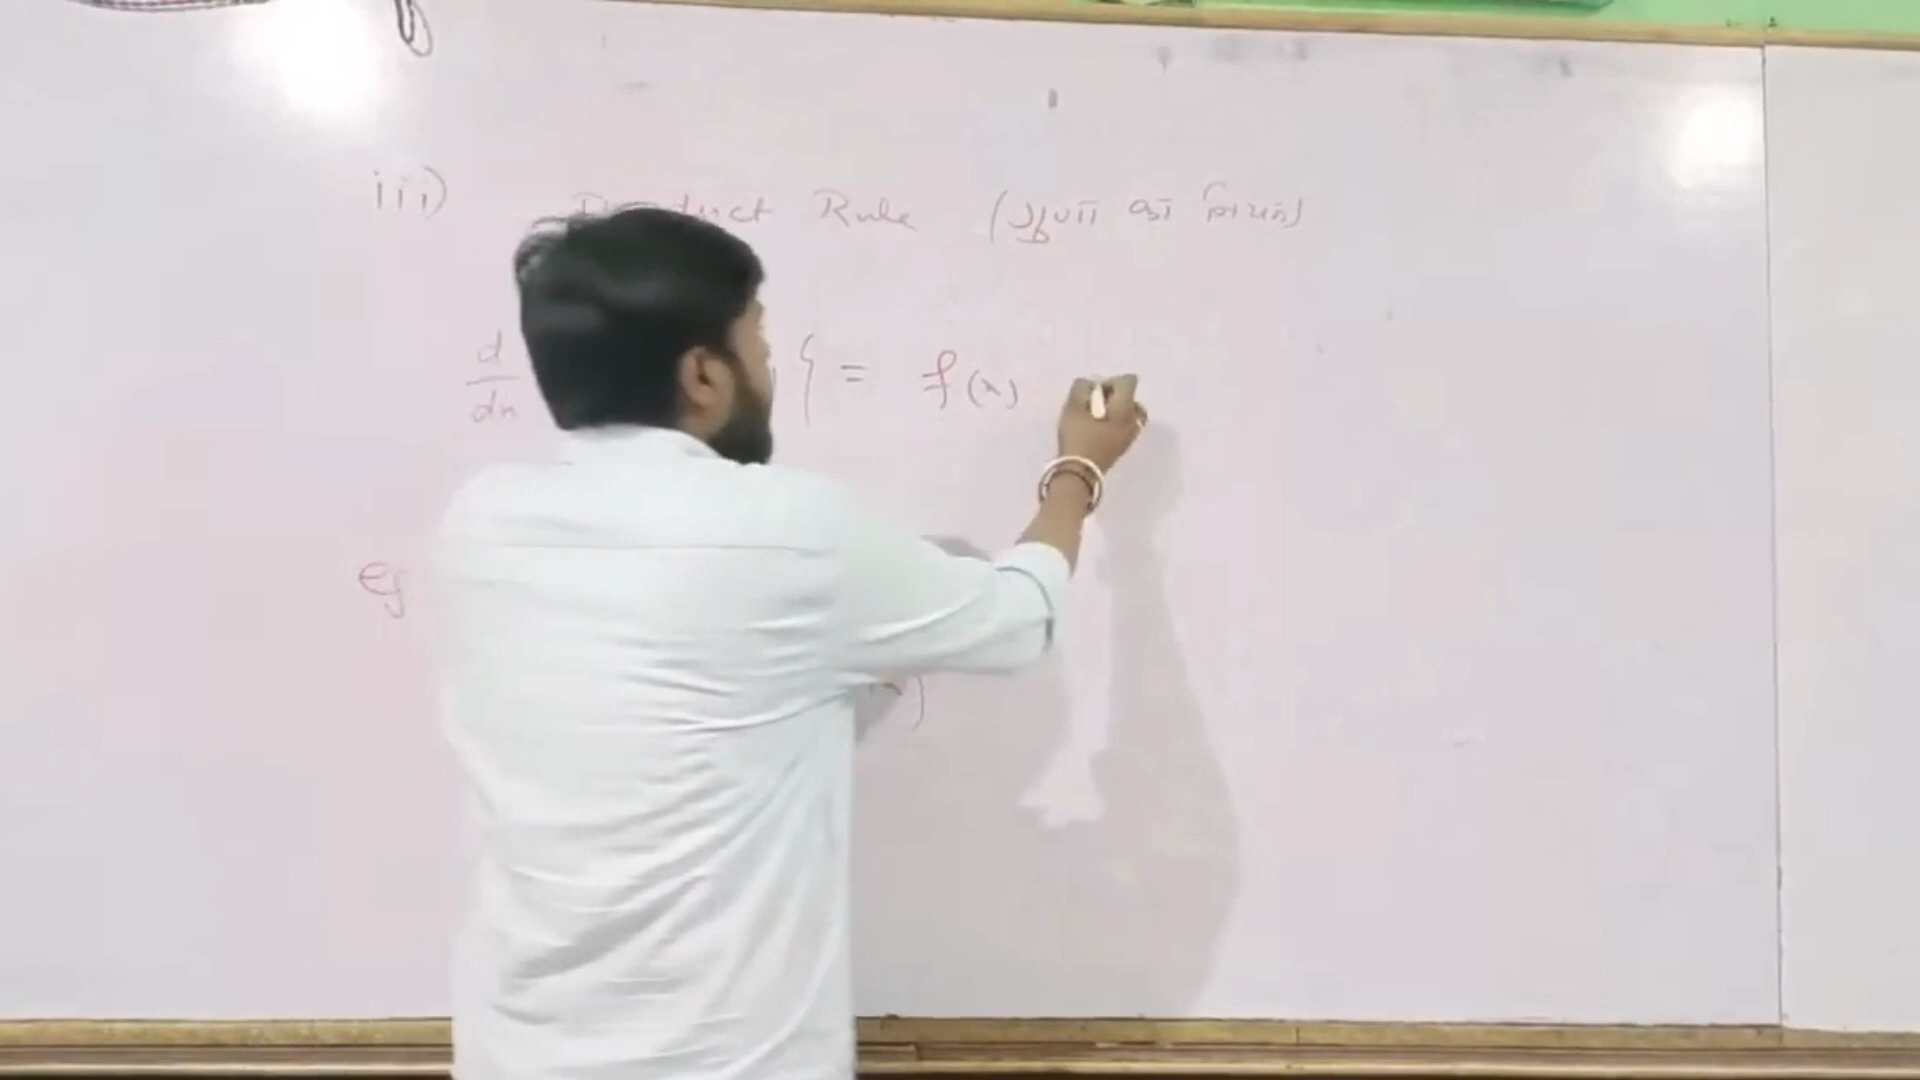 iii) Product Rule (गुणा का नियम)
d/dx } = f(x)
eg
)